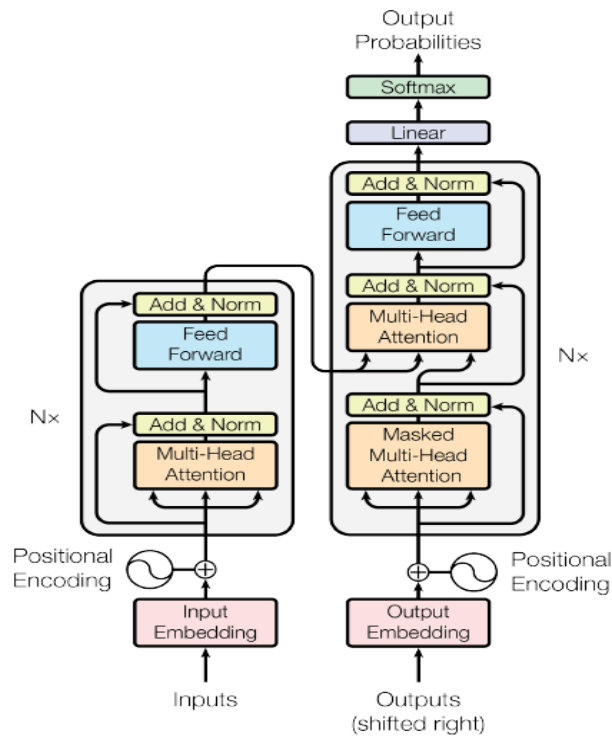 Output
Probabilities
Softmax
Linear
Add & Norm
Feed
Forward
Add & Norm
Multi-Head
Attention
Add & Norm
Masked
Multi-Head
Attention
Nx
Add & Norm
Feed
Forward
Nx
Add & Norm
Multi-Head
Attention
Positional
Encoding
Positional
Encoding
Input
Embedding
Output
Embedding
Inputs
Outputs
(shifted right)